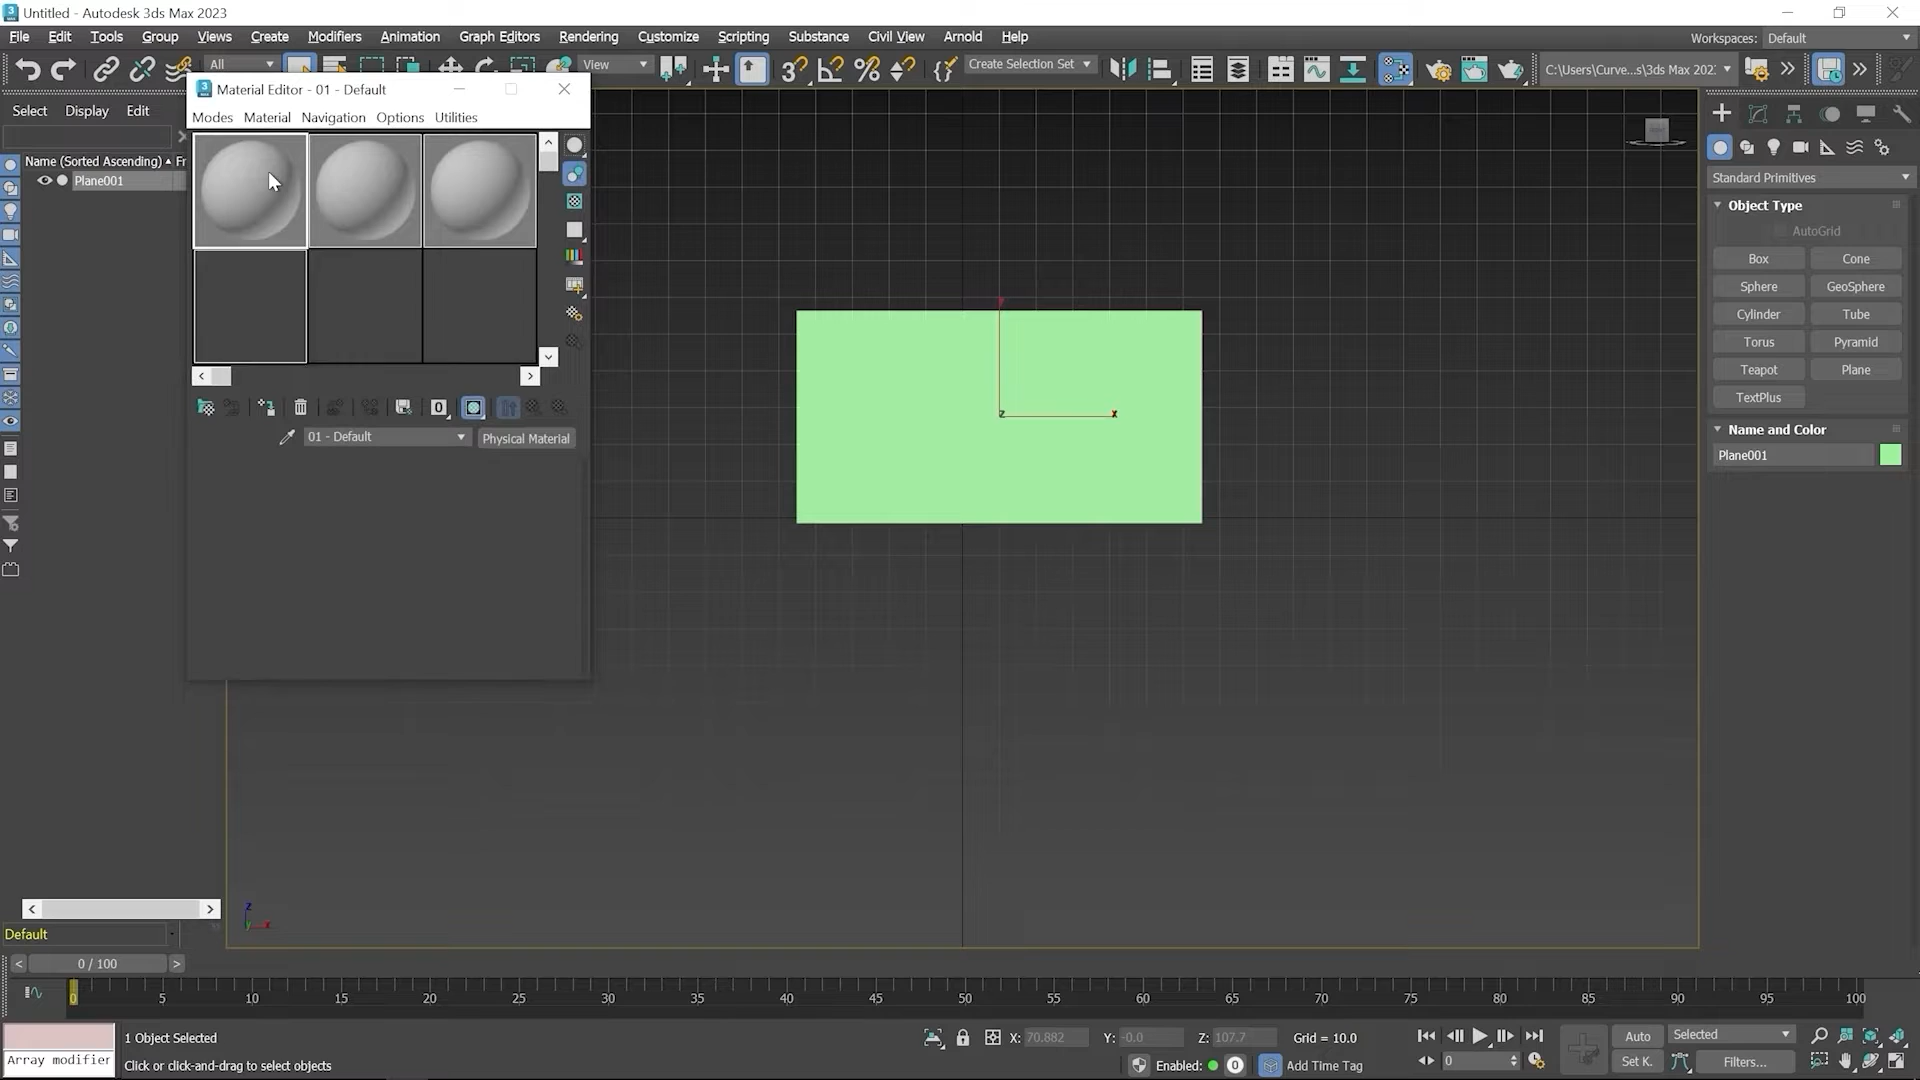 Untitled - Autodesk 3ds Max 2023
File Edit Tools Group Views Create Modifiers Animation Graph Editors Rendering Customize Scripting Substance Civil View Arnold Help
Workspaces: Default
All
View
Create Selection Set
C:\Users\Curve...s\3ds Max 202
Select Display Edit
Name (Sorted Ascending) Fr
Plane001
Material Editor - 01 - Default
Modes Material Navigation Options Utilities
0
01 - Default
Physical Material
Standard Primitives
Object Type
AutoGrid
Box Cone
Sphere GeoSphere
Cylinder Tube
Torus Pyramid
Teapot Plane
TextPlus
Name and Color
Plane001
z x
z
x
Default
< 0 / 100 >
0 5 10 15 20 25 30 35 40 45 50 55 60 65 70 75 80 85 90 95 100
1 Object Selected
X: 70.882 Y: -0.0 Z: 107.7 Grid = 10.0
Auto Selected
Array modifier
Click or click-and-drag to select objects
Enabled: 0 Add Time Tag
0
Set K. Filters...